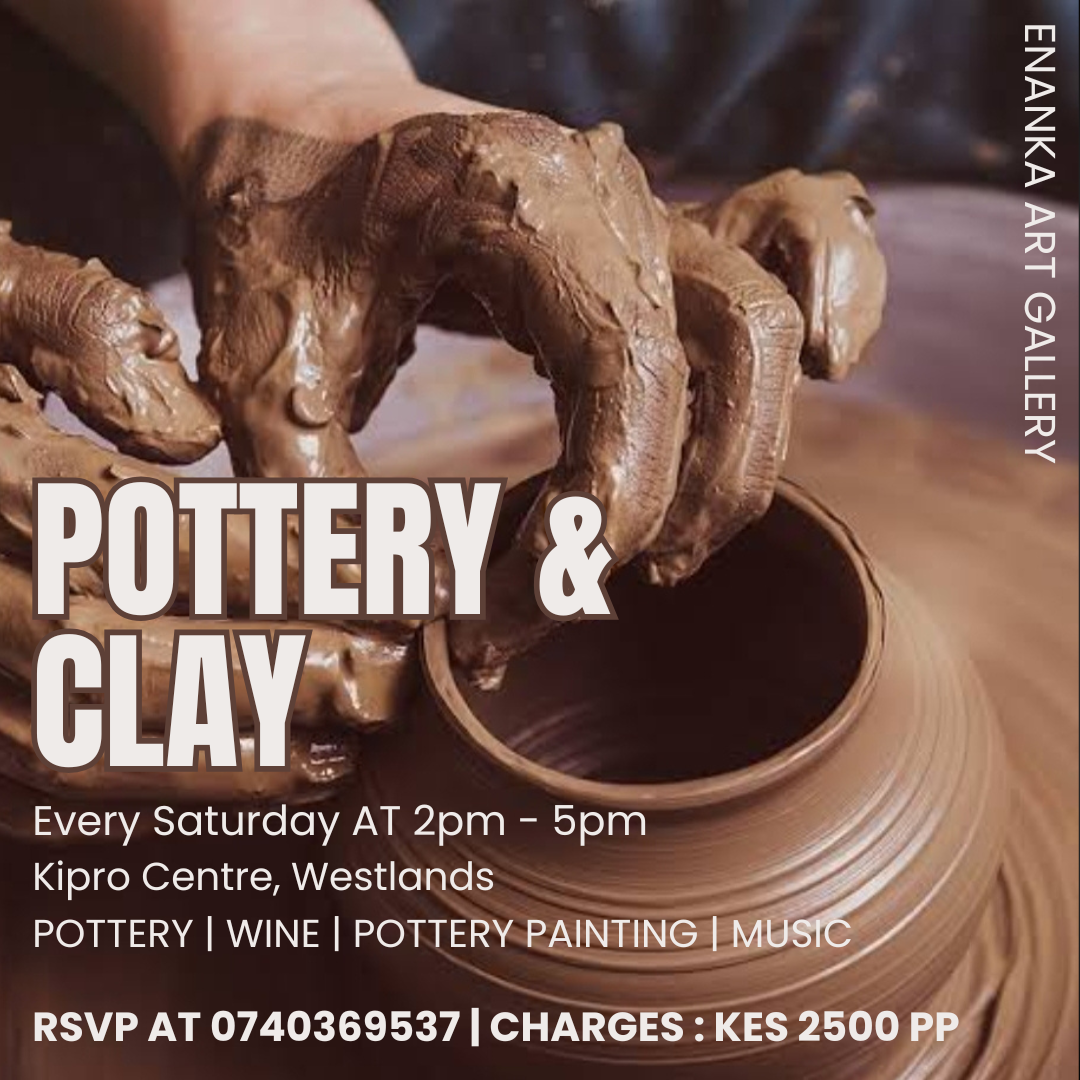 ENANKA ART GALLERY
POTTERY &
CLAY
Every Saturday AT 2pm - 5pm
Kipro Centre, Westlands
POTTERY | WINE | POTTERY PAINTING | MUSIC
RSVP AT 0740369537 | CHARGES : KES 2500 PP